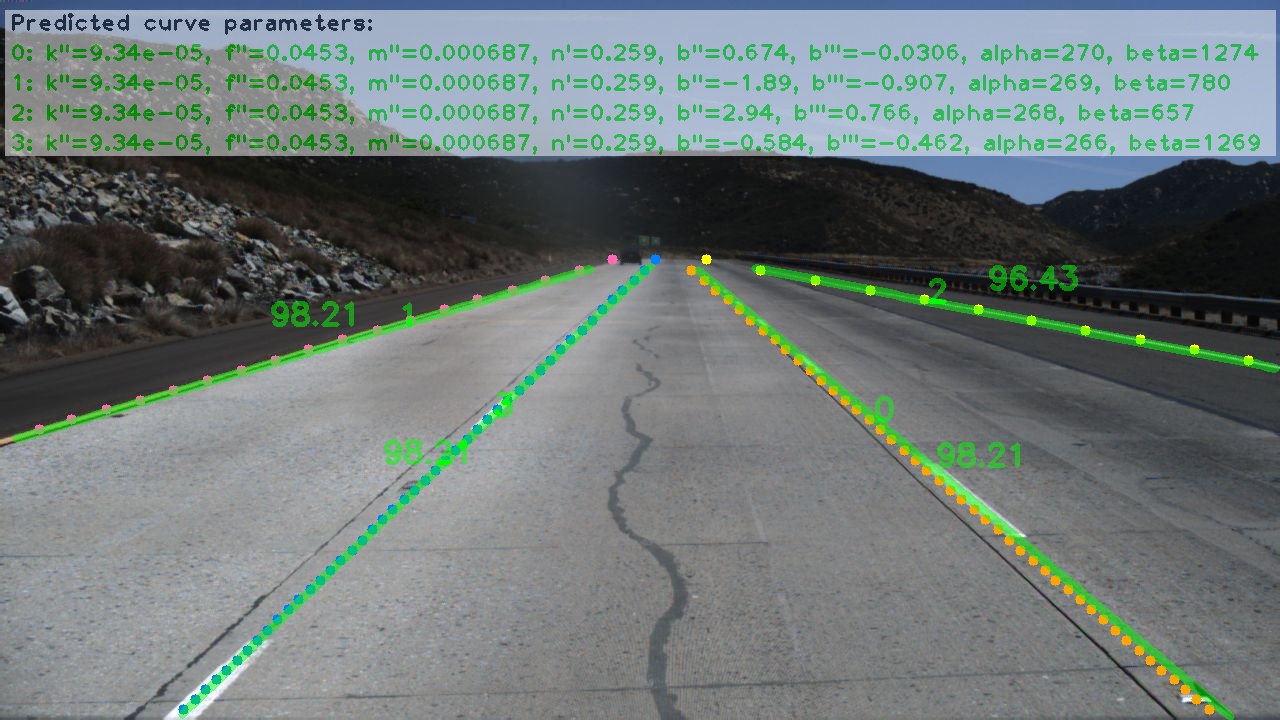 Predicted curve parameters:
0: k''=9.34e-05, f''=0.0453, m''=0.000687, n'=0.259, b''=0.674, b'''=-0.0306, alpha=270, beta=1274
1: k''=9.34e-05, f''=0.0453, m''=0.000687, n'=0.259, b''=-1.89, b'''=-0.907, alpha=269, beta=780
2: k''=9.34e-05, f''=0.0453, m''=0.000687, n'=0.259, b''=2.94, b'''=0.766, alpha=268, beta=657
3: k''=9.34e-05, f''=0.0453, m''=0.000687, n'=0.259, b''=-0.584, b'''=-0.462, alpha=266, beta=1269
2 96.43
98.21 1
3 0
98.21 98.21